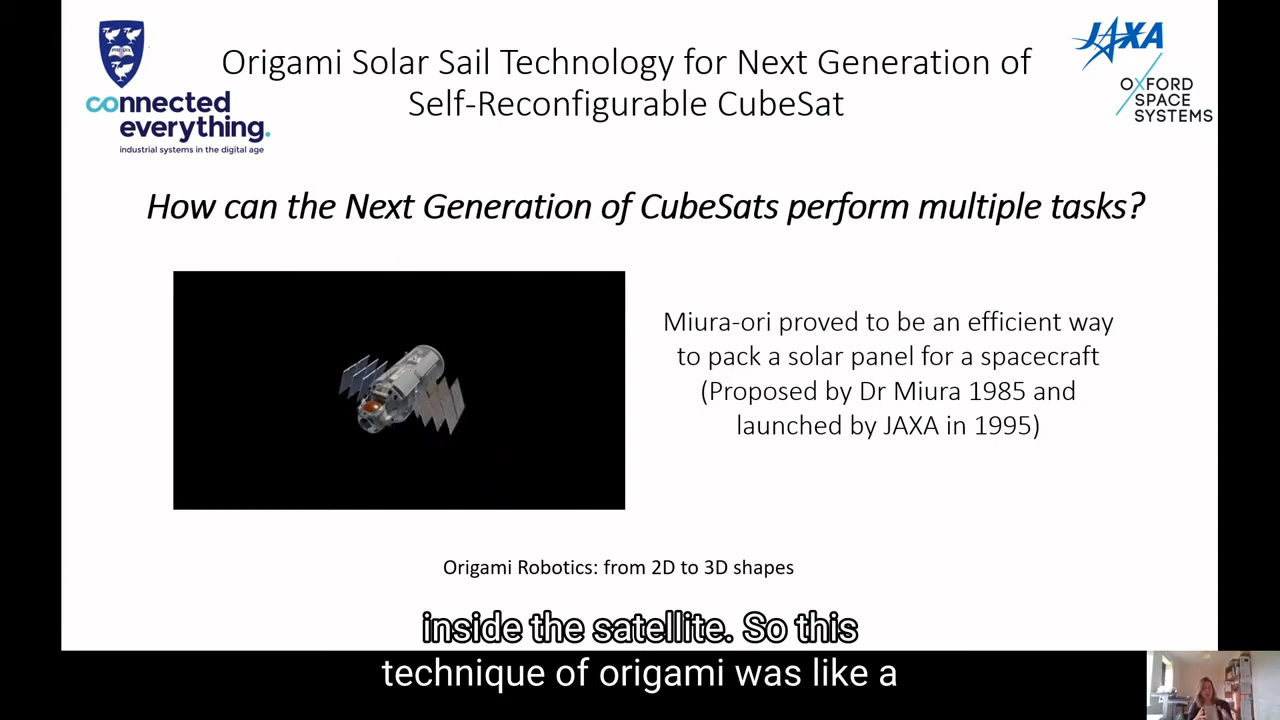 connected
everything.
industrial systems in the digital age
Origami Solar Sail Technology for Next Generation of
Self-Reconfigurable CubeSat
JAXA
OXFORD
SPACE
SYSTEMS
How can the Next Generation of CubeSats perform multiple tasks?
Miura-ori proved to be an efficient way
to pack a solar panel for a spacecraft
(Proposed by Dr Miura 1985 and
launched by JAXA in 1995)
Origami Robotics: from 2D to 3D shapes
inside the satellite. So this
technique of origami was like a